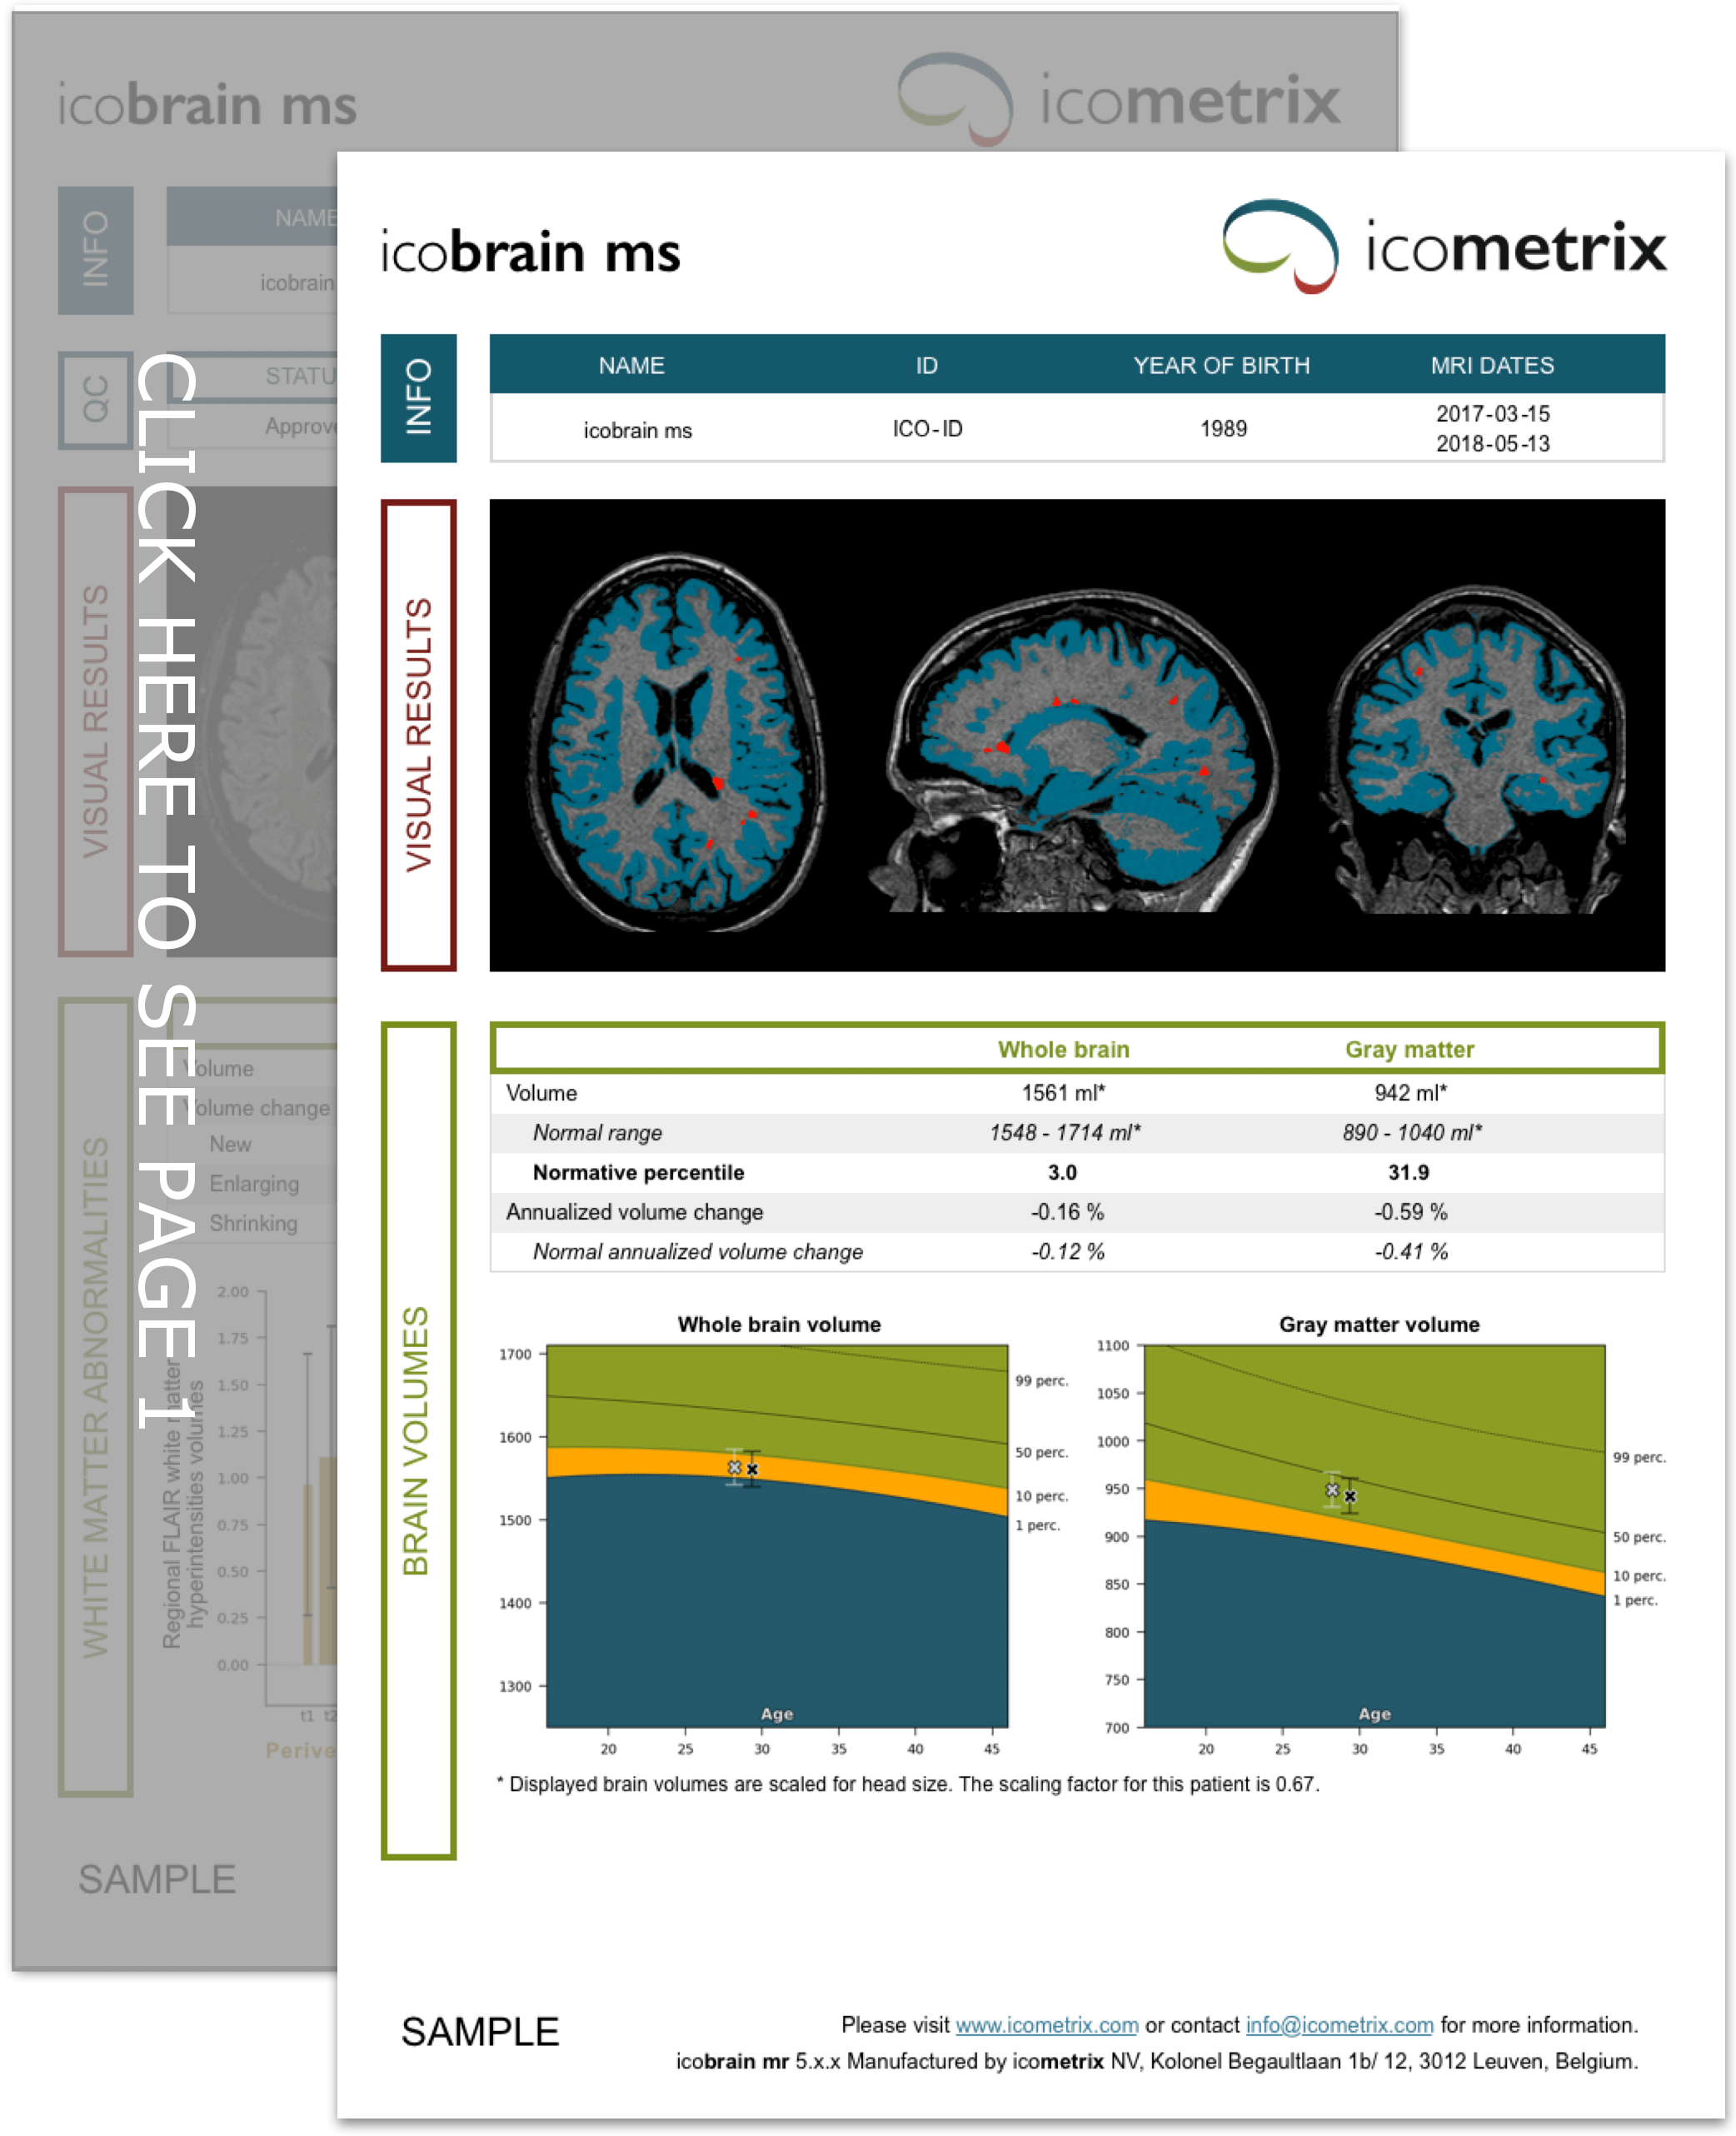 icobrain ms
icometrix
INFO
NAME
icobrain
QC
STATU
Approve
VISUAL RESULTS
WHITE MATTER ABNORMALITIES
Volume
Volume change
New
Enlarging
Shrinking
Regional FLAIR white matter
hyperintensities volumes
2.00
1.75
1.50
1.25
1.00
0.75
0.50
0.25
0.00
t1 t2
Perive
SAMPLE
CLICK HERE TO SEE PAGE 1
icobrain ms
icometrix
INFO
NAME ID YEAR OF BIRTH MRI DATES
icobrain ms ICO-ID 1989 2017-03-15
2018-05-13
VISUAL RESULTS
BRAIN VOLUMES
Whole brain Gray matter
Volume 1561 ml* 942 ml*
Normal range 1548 - 1714 ml* 890 - 1040 ml*
Normative percentile 3.0 31.9
Annualized volume change -0.16 % -0.59 %
Normal annualized volume change -0.12 % -0.41 %
Whole brain volume
1700
1600
1500
1400
1300
99 perc.
50 perc.
10 perc.
1 perc.
Age
20 25 30 35 40 45
Gray matter volume
1100
1050
1000
950
900
850
800
750
700
99 perc.
50 perc.
10 perc.
1 perc.
Age
20 25 30 35 40 45
* Displayed brain volumes are scaled for head size. The scaling factor for this patient is 0.67.
SAMPLE
Please visit www.icometrix.com or contact info@icometrix.com for more information.
icobrain mr 5.x.x Manufactured by icometrix NV, Kolonel Begaultlaan 1b/ 12, 3012 Leuven, Belgium.